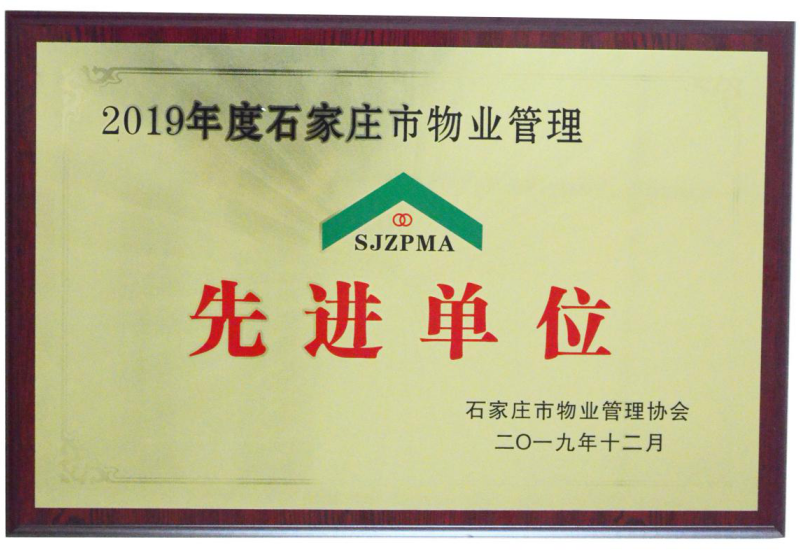 2019年度石家庄市物业管理
SJZPMA
先进单位
石家庄市物业管理协会
二〇一九年十二月